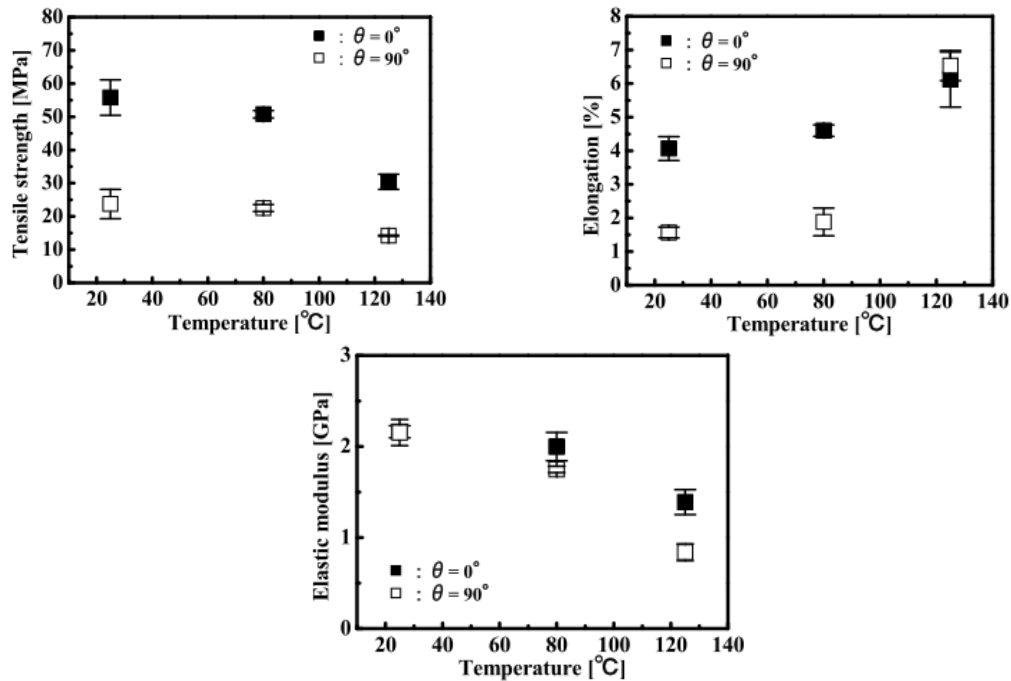 Tensile strength [MPa]
80
70
60
50
40
30
20
10
0
■ : θ = 0°
□ : θ = 90°
20 40 60 80 100 120 140
Temperature [℃]
Elongation [%]
8
7
6
5
4
3
2
1
0
■ : θ = 0°
□ : θ = 90°
20 40 60 80 100 120 140
Temperature [℃]
Elastic modulus [GPa]
3
2
1
0
■ : θ = 0°
□ : θ = 90°
20 40 60 80 100 120 140
Temperature [℃]